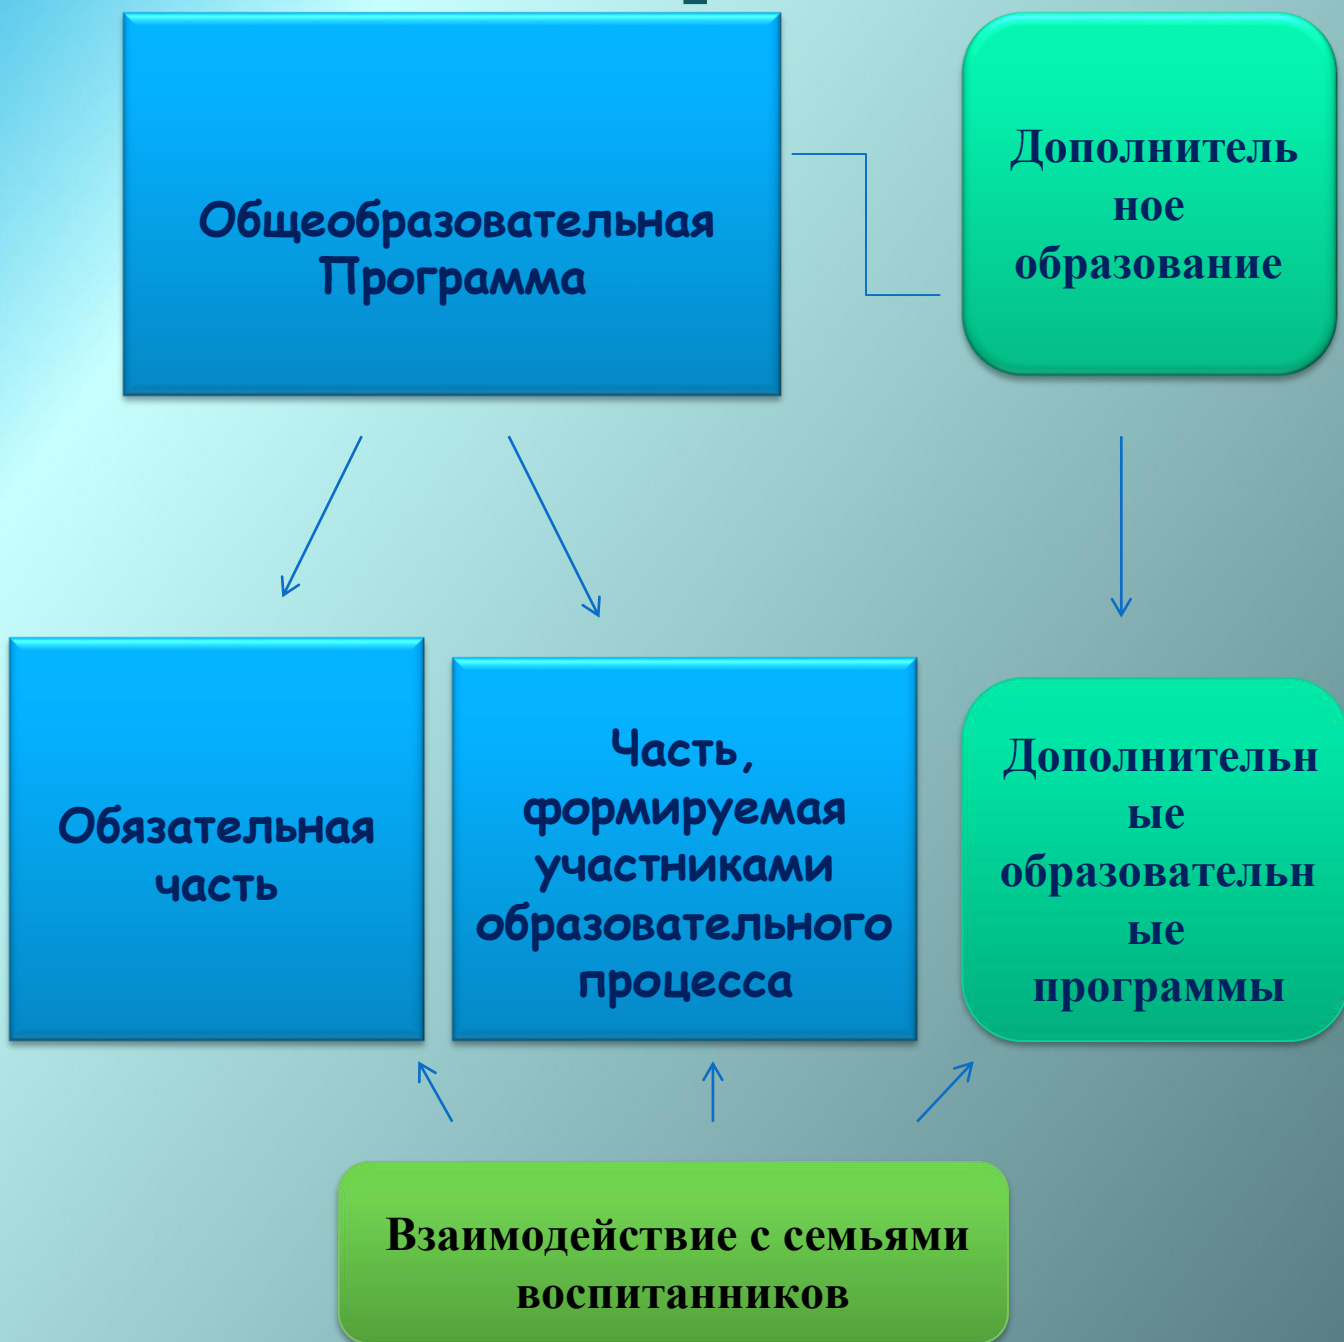 Общеобразовательная
Программа
Дополнитель
ное
образование
Обязательная
часть
Часть,
формируемая
участниками
образовательного
процесса
Дополнительн
ые
образовательн
ые
программы
Взаимодействие с семьями
воспитанников